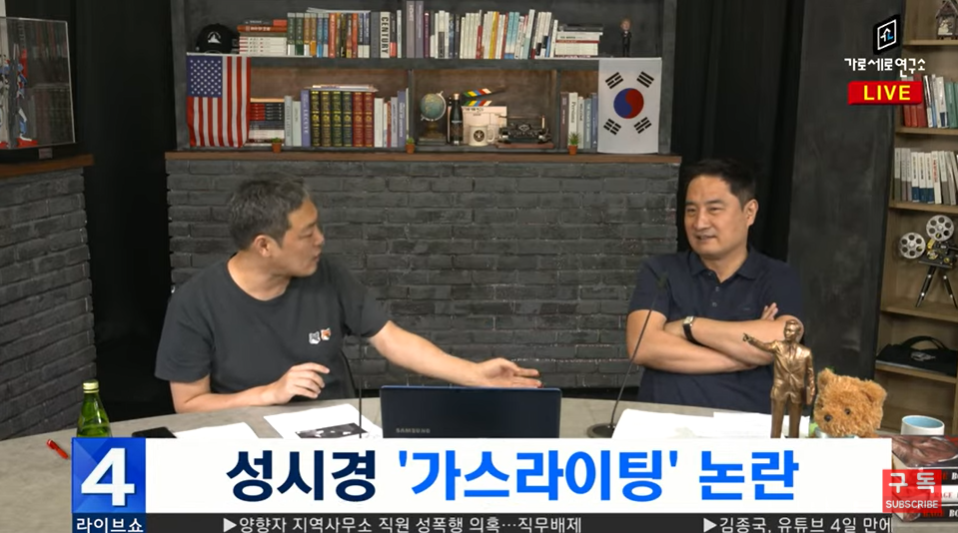 CENTURY
가로세로연구소
LIVE
SAMSUNG
4
성시경 '가스라이팅' 논란
구독
SUBSCRIBE
라이브쇼
▶양향자 지역사무소 직원 성폭행 의혹…직무배제
▶김종국, 유튜브 4일 만에